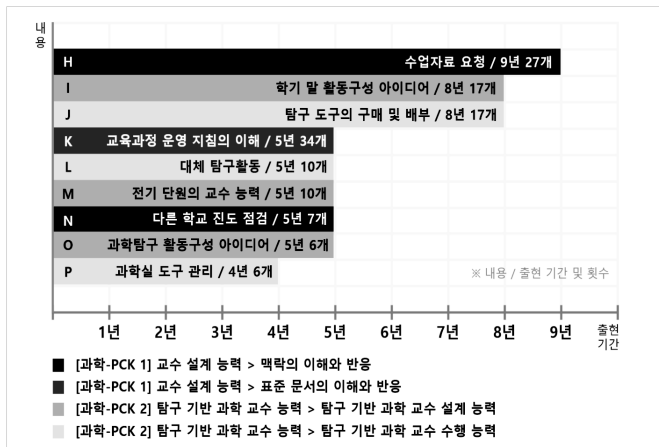 내
용
H 수업자료 요청 / 9년 27개
I 학기 말 활동구성 아이디어 / 8년 17개
J 탐구 도구의 구매 및 배부 / 8년 17개
K 교육과정 운영 지침의 이해 / 5년 34개
L 대체 탐구활동 / 5년 10개
M 전기 단원의 교수 능력 / 5년 10개
N 다른 학교 진도 점검 / 5년 7개
O 과학탐구 활동구성 아이디어 / 5년 6개
P 과학실 도구 관리 / 4년 6개
※ 내용 / 출현 기간 및 횟수
1년 2년 3년 4년 5년 6년 7년 8년 9년 출현
기간
[과학-PCK 1] 교수 설계 능력 > 맥락의 이해와 반응
[과학-PCK 1] 교수 설계 능력 > 표준 문서의 이해와 반응
[과학-PCK 2] 탐구 기반 과학 교수 능력 > 탐구 기반 과학 교수 설계 능력
[과학-PCK 2] 탐구 기반 과학 교수 능력 > 탐구 기반 과학 교수 수행 능력